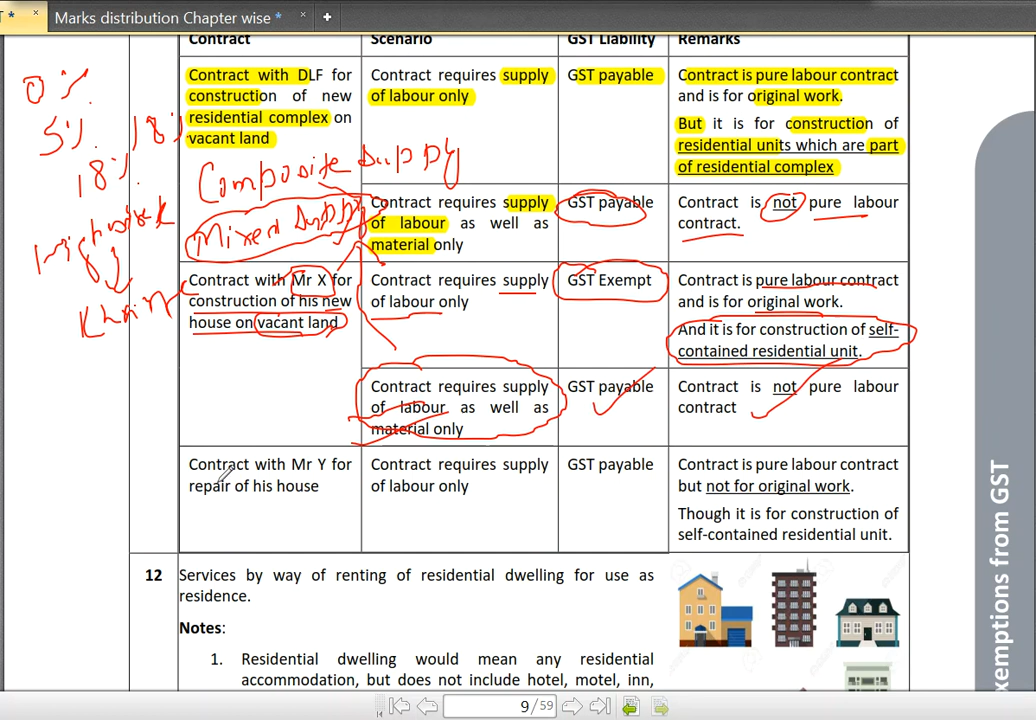 Marks distribution Chapter wise *
Contract Scenario GST Liability Remarks
Contract with DLF for construction of new residential complex on vacant land
Contract requires supply of labour only
GST payable
Contract is pure labour contract and is for original work.
But it is for construction of residential units which are part of residential complex
0%
5%
18%
18%
Composite Supply
Mixed Supply
Contract requires supply of labour as well as material only
GST payable
Contract is not pure labour contract.
Contract with Mr X for construction of his new house on vacant land
Contract requires supply of labour only
GST Exempt
Contract is pure labour contract and is for original work.
And it is for construction of self-contained residential unit.
Contract requires supply of labour as well as material only
GST payable
Contract is not pure labour contract
Contract with Mr Y for repair of his house
Contract requires supply of labour only
GST payable
Contract is pure labour contract but not for original work.
Though it is for construction of self-contained residential unit.
12 Services by way of renting of residential dwelling for use as residence.
Notes:
1. Residential dwelling would mean any residential accommodation, but does not include hotel, motel, inn,
exemptions from GST
9 / 59